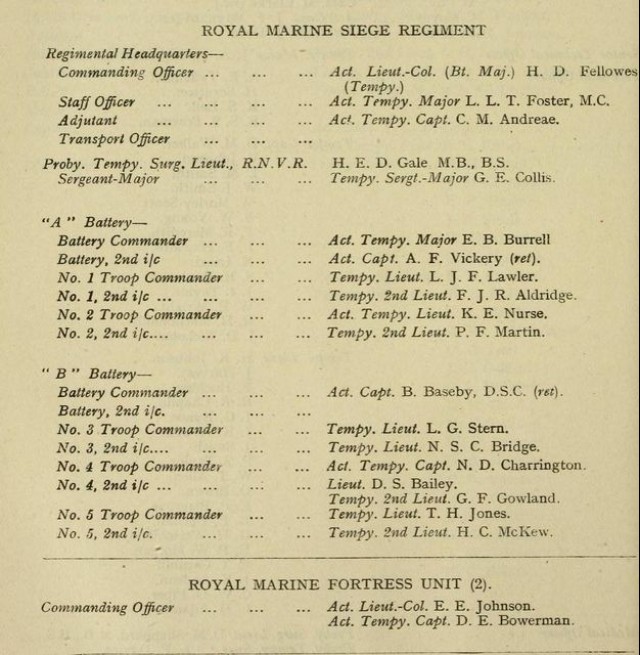 ROYAL MARINE SIEGE REGIMENT
Regimental Headquarters—
Commanding Officer ... ... ... Act. Lieut.-Col. (Bt. Maj.) H. D. Fellowes
(Tempy.)
Staff Officer ... ... ... ... Act. Tempy. Major L. L. T. Foster, M.C.
Adjutant ... ... ... ... Act. Tempy. Capt. C. M. Andreae.
Transport Officer ... ... ...
Proby. Tempy. Surg. Lieut., R.N.V.R. H. E. D. Gale M.B., B.S.
Sergeant-Major ... ... ... Tempy. Sergt.-Major G. E. Collis.
"A" Battery—
Battery Commander ... ... ... Act. Tempy. Major E. B. Burrell
Battery, 2nd i/c ... ... ... Act. Capt. A. F. Vickery (ret).
No. 1 Troop Commander ... ... Tempy. Lieut. L. J. F. Lawler.
No. 1, 2nd i/c ... ... ... Tempy. 2nd Lieut. F. J. R. Aldridge.
No. 2 Troop Commander ... ... Act. Tempy. Lieut. K. E. Nurse.
No. 2, 2nd i/c.... ... ... Tempy. 2nd Lieut. P. F. Martin.
"B" Battery—
Battery Commander ... ... ... Act. Capt. B. Baseby, D.S.C. (ret).
Battery, 2nd i/c. ... ... ...
No. 3 Troop Commander ... ... Tempy. Lieut. L. G. Stern.
No. 3, 2nd i/c.... ... ... Tempy. Lieut. N. S. C. Bridge.
No. 4 Troop Commander ... ... Act. Tempy. Capt. N. D. Charrington.
No. 4, 2nd i/c ... ... ... Lieut. D. S. Bailey.
Tempy. 2nd Lieut. G. F. Gowland.
No. 5 Troop Commander ... ... Tempy. Lieut. T. H. Jones.
No. 5, 2nd i/c. ... ... ... Tempy. 2nd Lieut. H. C. McKew.
ROYAL MARINE FORTRESS UNIT (2).
Commanding Officer ... ... ... Act. Lieut.-Col. E. E. Johnson.
Act. Tempy. Capt. D. E. Bowerman.